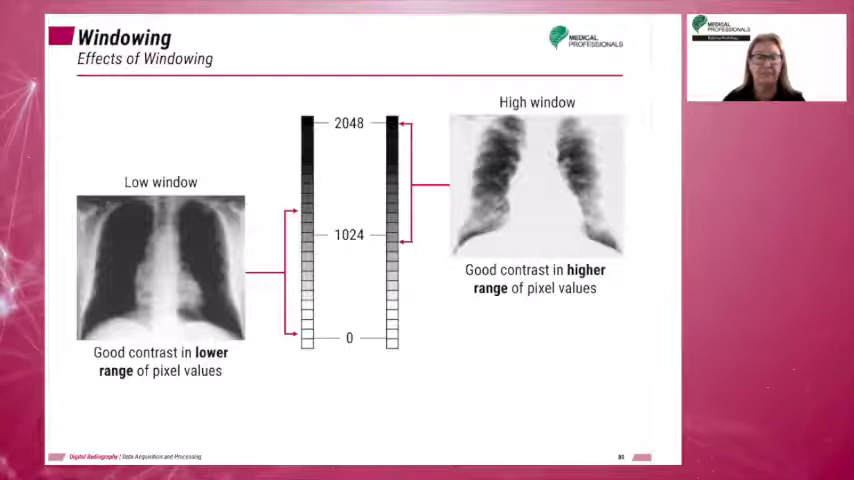 Windowing
Effects of Windowing
MEDICAL
PROFESSIONALS
MEDICAL
PROFESSIONALS
High window
2048
Low window
1024
Good contrast in higher
range of pixel values
0
Good contrast in lower
range of pixel values
Digital Radiography | Data Acquisition and Processing